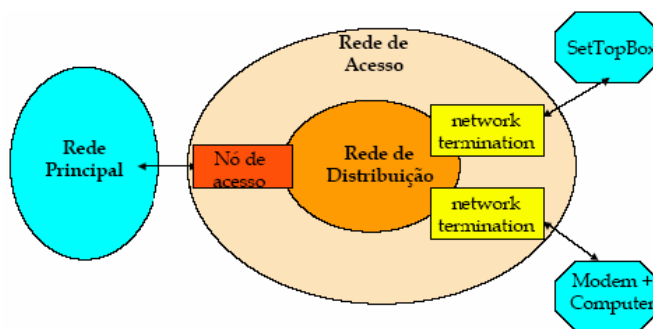 Rede de
Acesso
SetTopBox
Rede
Principal
Nó de
acesso
Rede de
Distribuição
network
termination
network
termination
Modem +
Computer